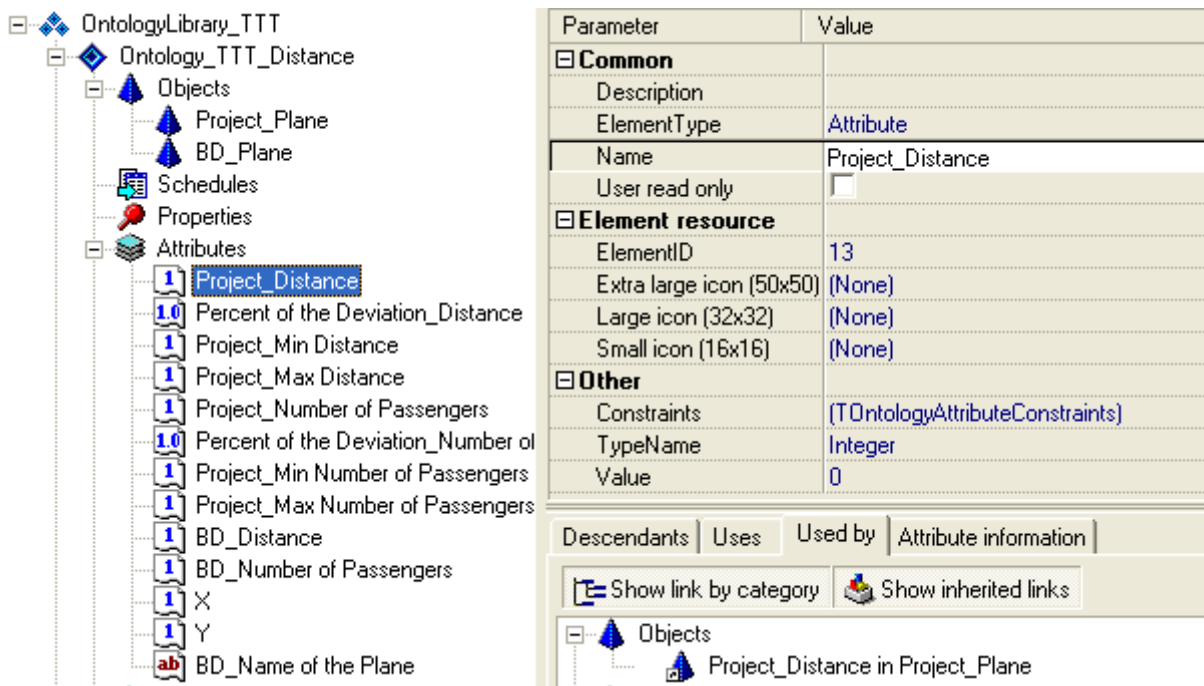 OntologyLibrary_TTT
Ontology_TTT_Distance
Objects
Project_Plane
BD_Plane
Schedules
Properties
Attributes
1 Project_Distance
1.0 Percent of the Deviation_Distance
1 Project_Min Distance
1 Project_Max Distance
1 Project_Number of Passengers
1.0 Percent of the Deviation_Number of
1 Project_Min Number of Passengers
1 Project_Max Number of Passengers
1 BD_Distance
1 BD_Number of Passengers
1 X
1 Y
ab BD_Name of the Plane
Parameter Value
Common
Description
ElementType Attribute
Name Project_Distance
User read only
Element resource
ElementID 13
Extra large icon (50x50) (None)
Large icon (32x32) (None)
Small icon (16x16) (None)
Other
Constraints (TOntologyAttributeConstraints)
TypeName Integer
Value 0
Descendants Uses Used by Attribute information
Show link by category Show inherited links
Objects
Project_Distance in Project_Plane